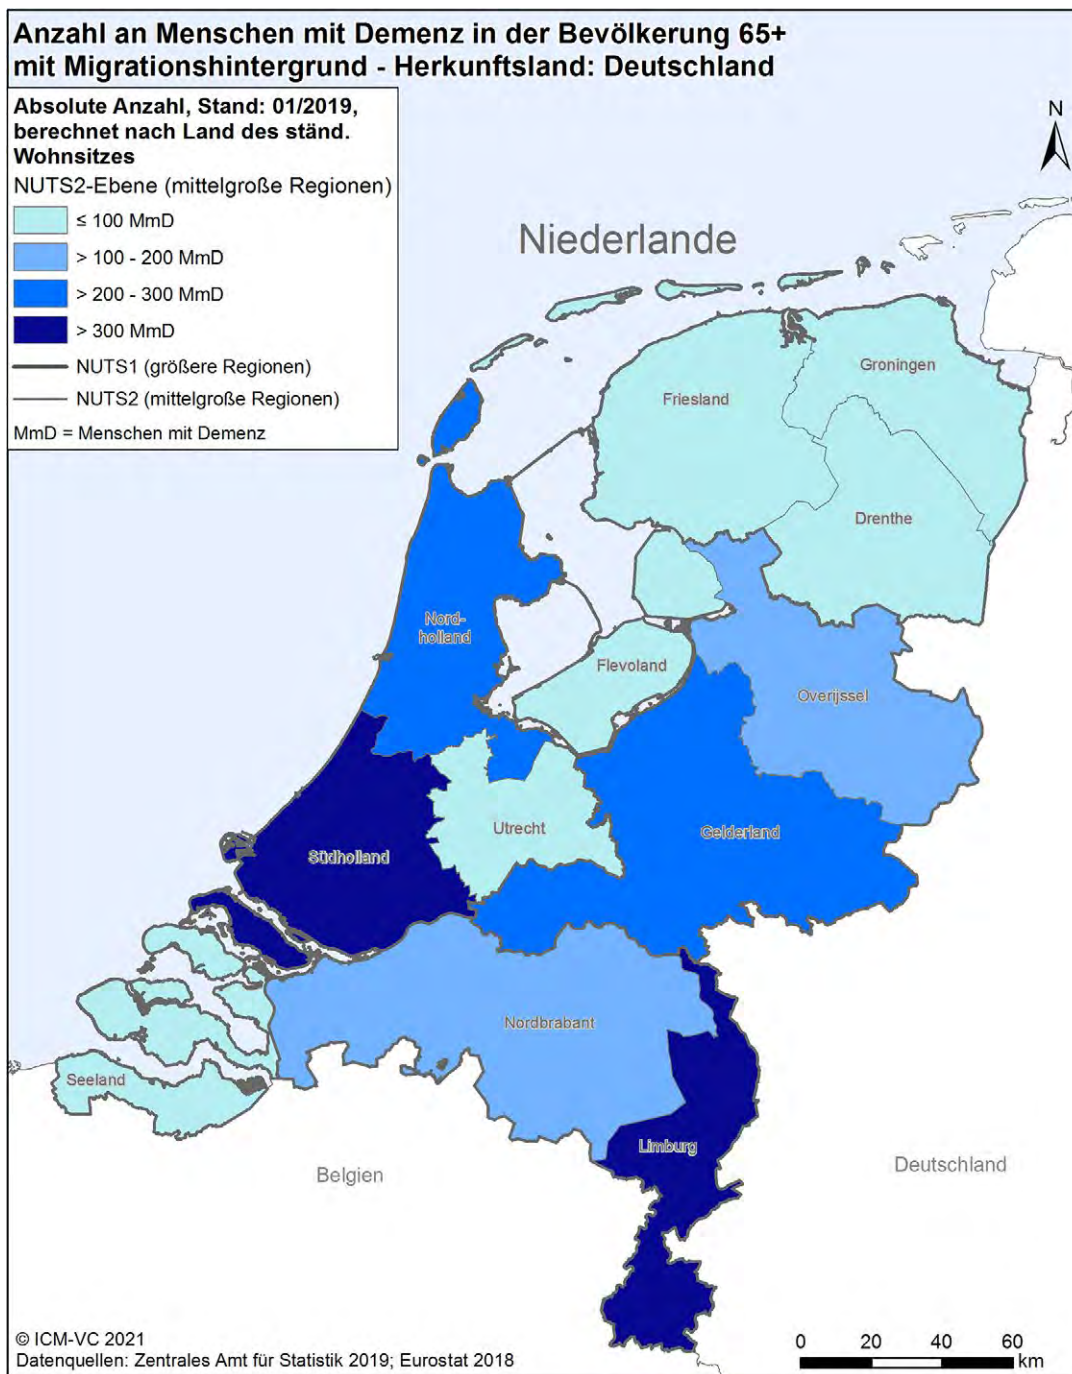 Anzahl an Menschen mit Demenz in der Bevölkerung 65+
mit Migrationshintergrund - Herkunftsland: Deutschland
Absolute Anzahl, Stand: 01/2019,
berechnet nach Land des ständ.
Wohnsitzes
NUTS2-Ebene (mittelgroße Regionen)
≤ 100 MmD
> 100 - 200 MmD
> 200 - 300 MmD
> 300 MmD
NUTS1 (größere Regionen)
NUTS2 (mittelgroße Regionen)
MmD = Menschen mit Demenz
N
Niederlande
Groningen
Friesland
Drenthe
Nord-
holland
Flevoland
Overijssel
Utrecht
Gelderland
Südholland
Nordbrabant
Seeland
Limburg
Belgien
Deutschland
© ICM-VC 2021
Datenquellen: Zentrales Amt für Statistik 2019; Eurostat 2018
0 20 40 60
km